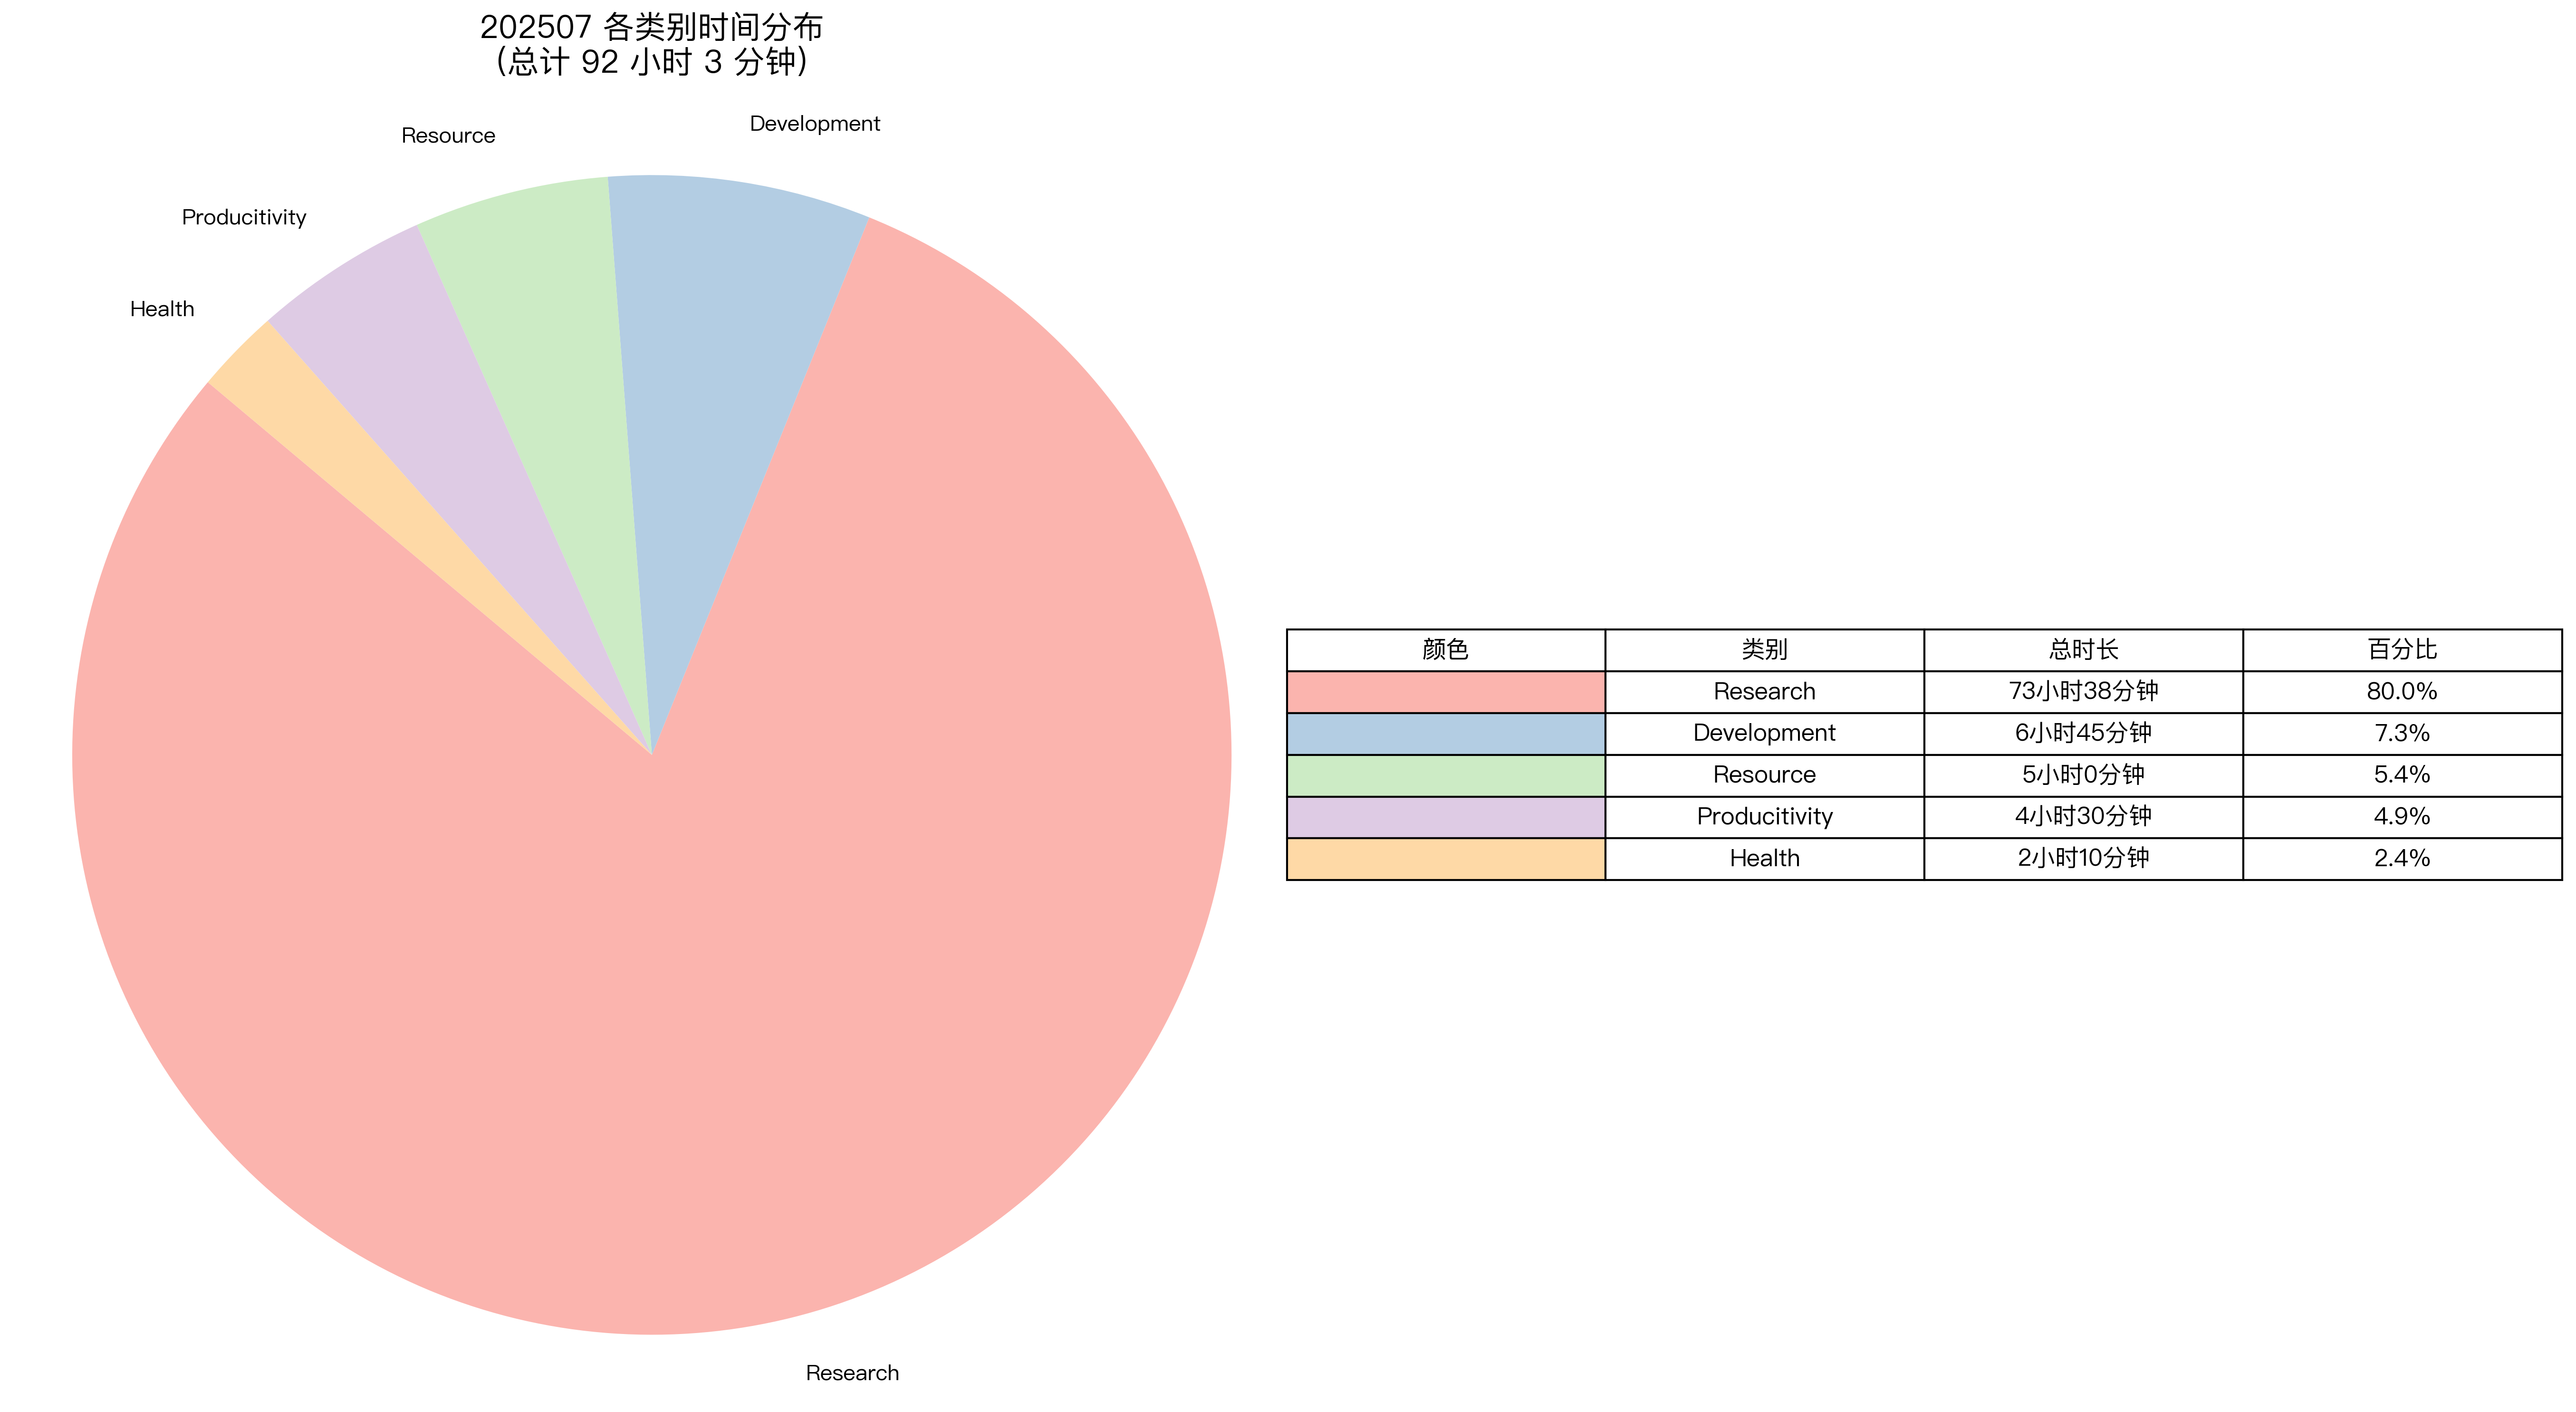 202507 各类别时间分布
(总计 92 小时 3 分钟)
Development
Resource
Producitivity
Health
Research
颜色 类别 总时长 百分比
Research 73小时38分钟 80.0%
Development 6小时45分钟 7.3%
Resource 5小时0分钟 5.4%
Producitivity 4小时30分钟 4.9%
Health 2小时10分钟 2.4%